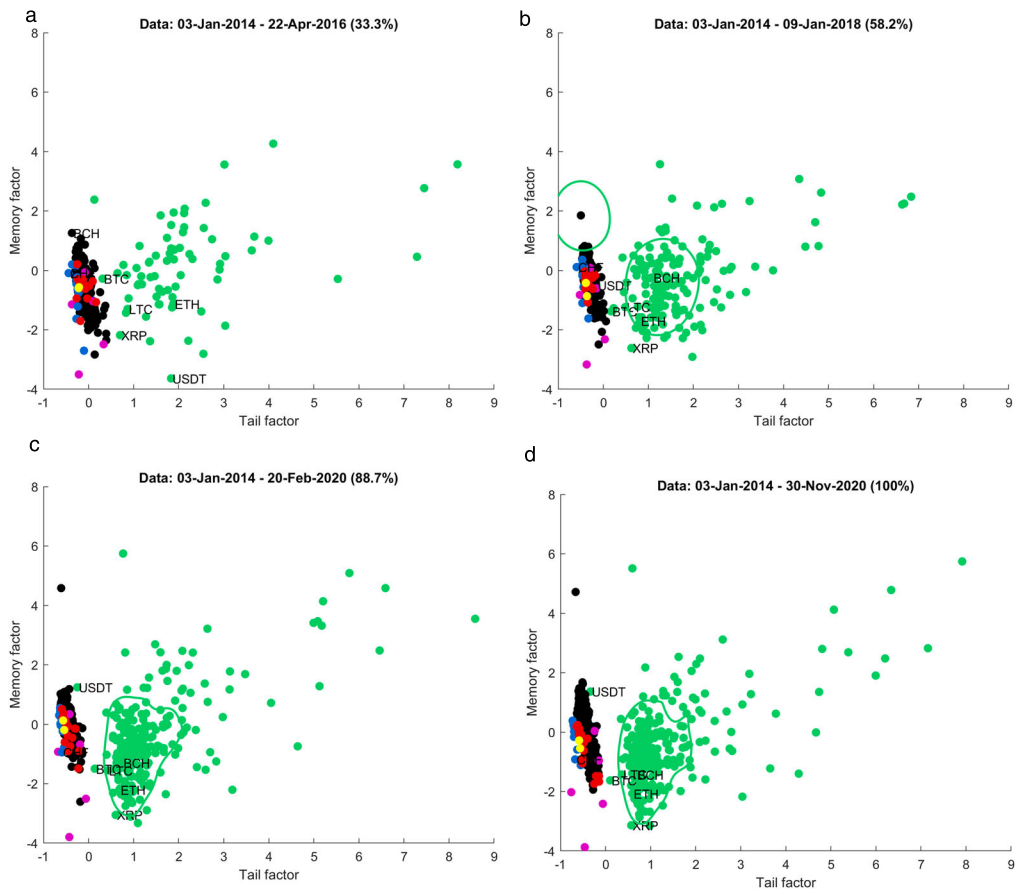 a
Data: 03-Jan-2014 - 22-Apr-2016 (33.3%)
8
6
4
2
0
-2
-4
Memory factor
BCH
BTC
LTC
ETH
XRP
USDT
-1 0 1 2 3 4 5 6 7 8 9
Tail factor
b
Data: 03-Jan-2014 - 09-Jan-2018 (58.2%)
8
6
4
2
0
-2
-4
Memory factor
BCH
USDT
BTC
LTC
ETH
XRP
-1 0 1 2 3 4 5 6 7 8 9
Tail factor
c
Data: 03-Jan-2014 - 20-Feb-2020 (88.7%)
8
6
4
2
0
-2
-4
Memory factor
USDT
BCH
BTC
LTC
ETH
XRP
-1 0 1 2 3 4 5 6 7 8 9
Tail factor
d
Data: 03-Jan-2014 - 30-Nov-2020 (100%)
8
6
4
2
0
-2
-4
Memory factor
USDT
BTC
LTC
BCH
ETH
XRP
-1 0 1 2 3 4 5 6 7 8 9
Tail factor